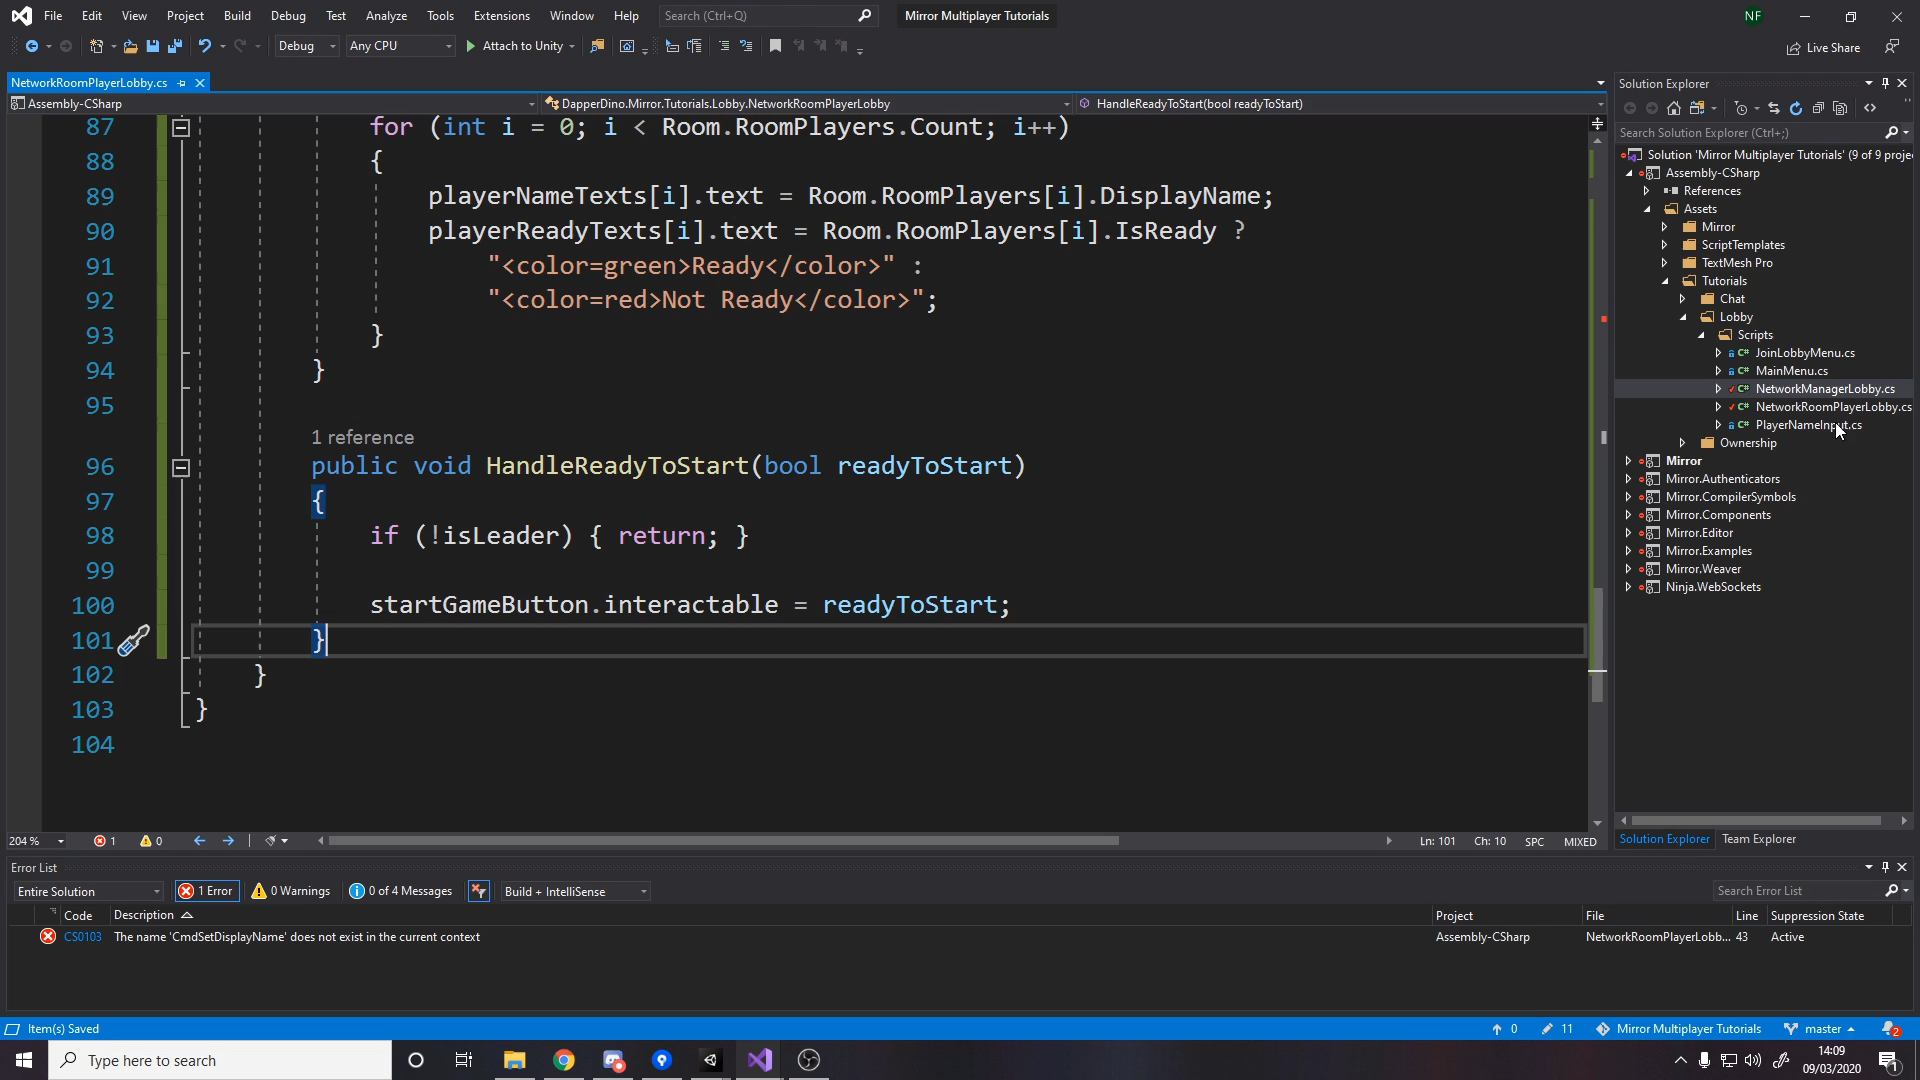 File Edit View Project Build Debug Test Analyze Tools Extensions Window Help Search (Ctrl+Q) Mirror Multiplayer Tutorials NF
Debug Any CPU Attach to Unity Live Share
NetworkRoomPlayerLobby.cs
Assembly-CSharp DapperDino.Mirror.Tutorials.Lobby.NetworkRoomPlayerLobby HandleReadyToStart(bool readyToStart)
87 for (int i = 0; i < Room.RoomPlayers.Count; i++)
88 {
89 playerNameTexts[i].text = Room.RoomPlayers[i].DisplayName;
90 playerReadyTexts[i].text = Room.RoomPlayers[i].IsReady ?
91 "<color=green>Ready</color>" :
92 "<color=red>Not Ready</color>";
93 }
94 }
95
1 reference
96 public void HandleReadyToStart(bool readyToStart)
97 {
98 if (!isLeader) { return; }
99
100 startGameButton.interactable = readyToStart;
101 }
102 }
103 }
104
204 % 1 0 Ln: 101 Ch: 10 SPC MIXED
Solution Explorer
Search Solution Explorer (Ctrl+;)
Solution 'Mirror Multiplayer Tutorials' (9 of 9 proje
Assembly-CSharp
References
Assets
Mirror
ScriptTemplates
TextMesh Pro
Tutorials
Chat
Lobby
Scripts
C# JoinLobbyMenu.cs
C# MainMenu.cs
C# NetworkManagerLobby.cs
C# NetworkRoomPlayerLobby.cs
C# PlayerNameInput.cs
Ownership
Mirror
Mirror.Authenticators
Mirror.CompilerSymbols
Mirror.Components
Mirror.Editor
Mirror.Examples
Mirror.Weaver
Ninja.WebSockets
Solution Explorer Team Explorer
Error List
Entire Solution 1 Error 0 Warnings 0 of 4 Messages Build + IntelliSense Search Error List
Code Description Project File Line Suppression State
CS0103 The name 'CmdSetDisplayName' does not exist in the current context Assembly-CSharp NetworkRoomPlayerLobb... 43 Active
Item(s) Saved 0 11 Mirror Multiplayer Tutorials master 2
Type here to search 14:09
09/03/2020 1